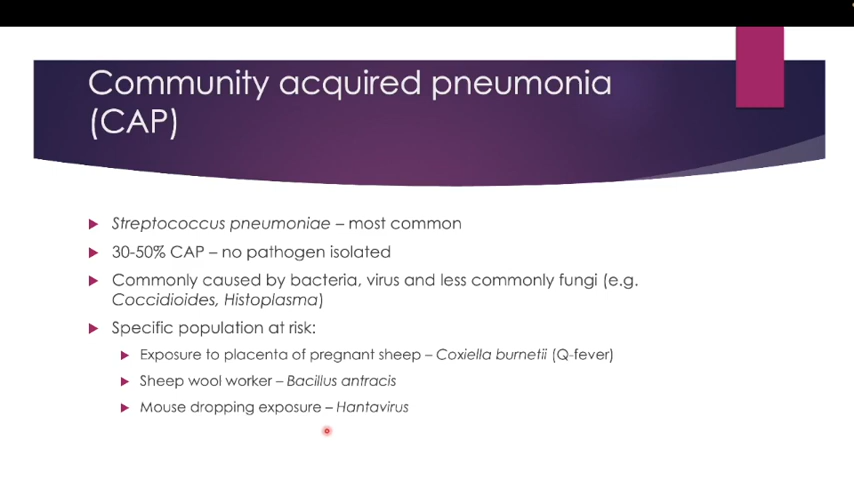 Community acquired pneumonia
(CAP)
Streptococcus pneumoniae – most common
30-50% CAP – no pathogen isolated
Commonly caused by bacteria, virus and less commonly fungi (e.g.
Coccidioides, Histoplasma)
Specific population at risk:
Exposure to placenta of pregnant sheep – Coxiella burnetii (Q-fever)
Sheep wool worker – Bacillus antracis
Mouse dropping exposure – Hantavirus